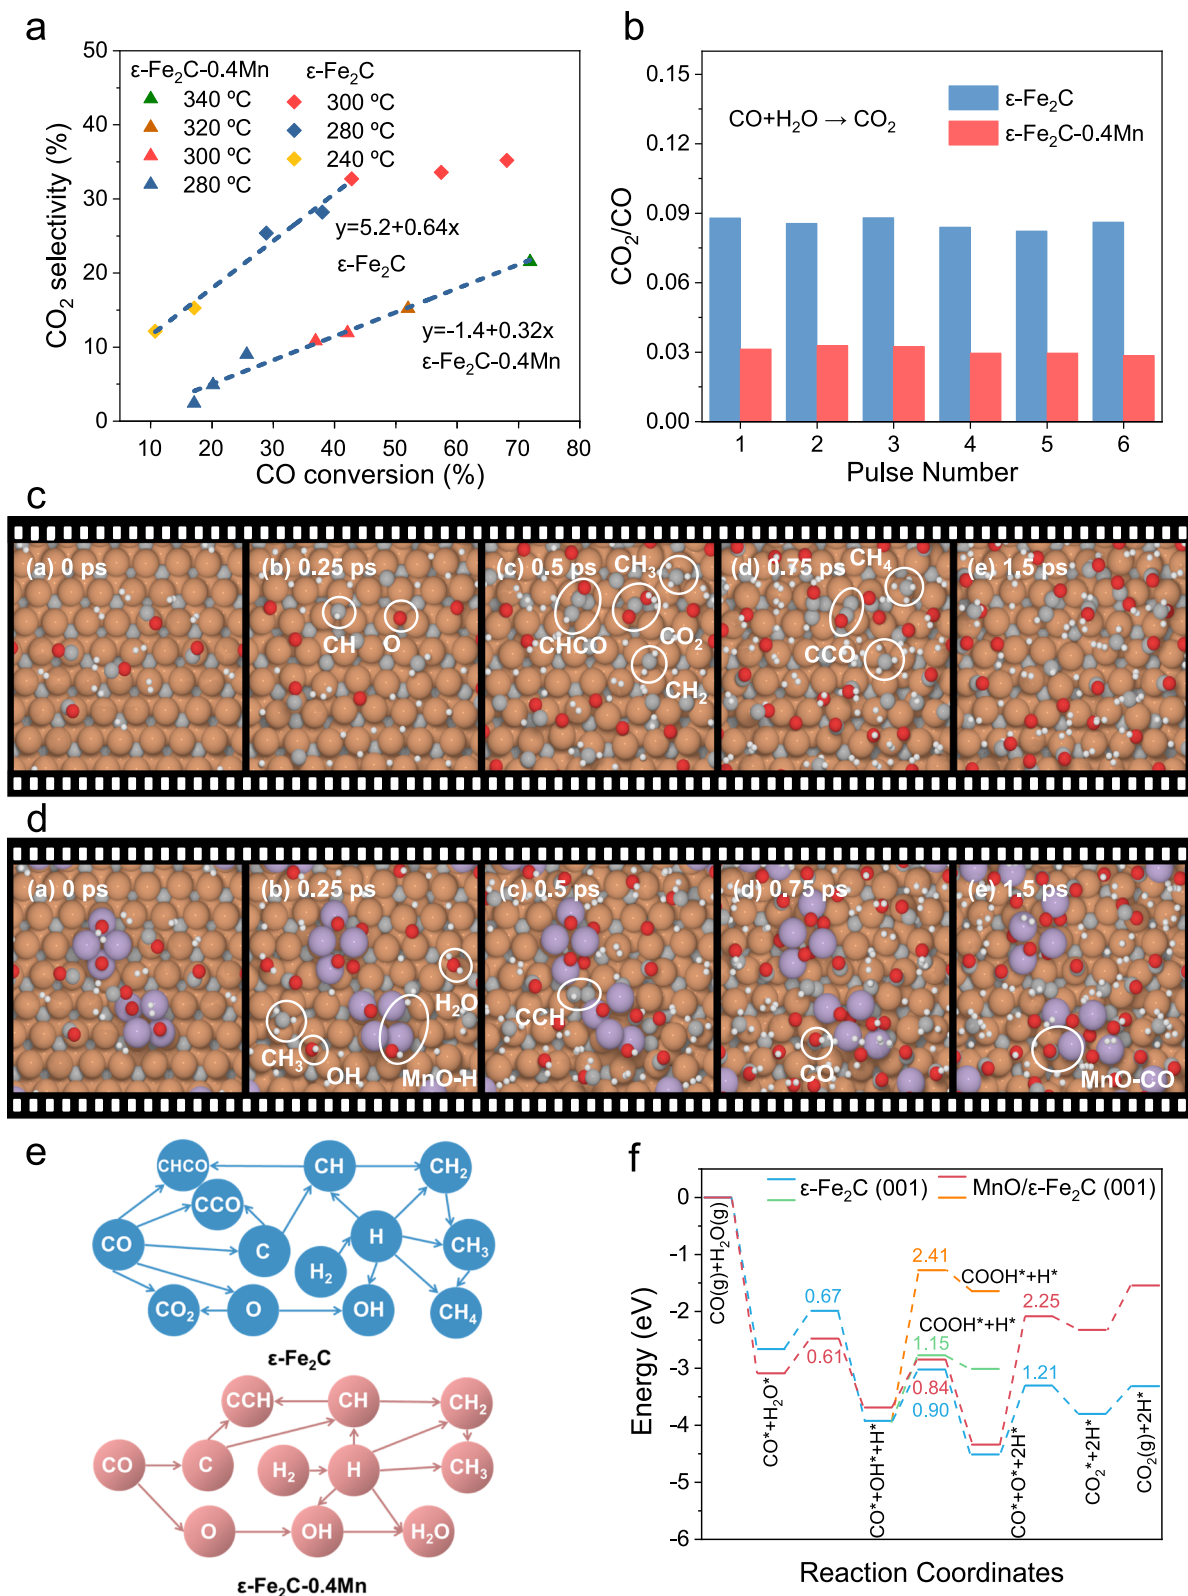 a
50
40
30
20
10
0
10 20 30 40 50 60 70 80
CO₂ selectivity (%)
CO conversion (%)
ε-Fe₂C-0.4Mn
340 ºC
320 ºC
300 ºC
280 ºC
ε-Fe₂C
300 ºC
280 ºC
240 ºC
y=5.2+0.64x
ε-Fe₂C
y=-1.4+0.32x
ε-Fe₂C-0.4Mn
b
0.15
0.12
0.09
0.06
0.03
0.00
1 2 3 4 5 6
CO₂/CO
Pulse Number
CO+H₂O → CO₂
ε-Fe₂C
ε-Fe₂C-0.4Mn
c
(a) 0 ps
(b) 0.25 ps
CH
O
(c) 0.5 ps
CH₃
CHCO
CO₂
CH₂
(d) 0.75 ps
CH₄
CCO
(e) 1.5 ps
d
(a) 0 ps
(b) 0.25 ps
H₂O
CH₃
OH
MnO-H
(c) 0.5 ps
CCH
(d) 0.75 ps
CO
(e) 1.5 ps
MnO-CO
e
CHCO
CH
CH₂
CCO
CO
C
H
CH₃
H₂
CO₂
O
OH
CH₄
ε-Fe₂C
CCH
CH
CH₂
CO
C
H₂
H
CH₃
O
OH
H₂O
ε-Fe₂C-0.4Mn
f
0
-1
-2
-3
-4
-5
-6
Energy (eV)
Reaction Coordinates
ε-Fe₂C (001)
MnO/ε-Fe₂C (001)
CO(g)+H₂O(g)
CO*+H₂O*
0.67
0.61
CO*+OH*+H*
2.41
COOH*+H*
COOH*+H*
1.15
0.84
0.90
CO*+O*+2H*
2.25
1.21
CO₂*+2H*
CO₂(g)+2H*